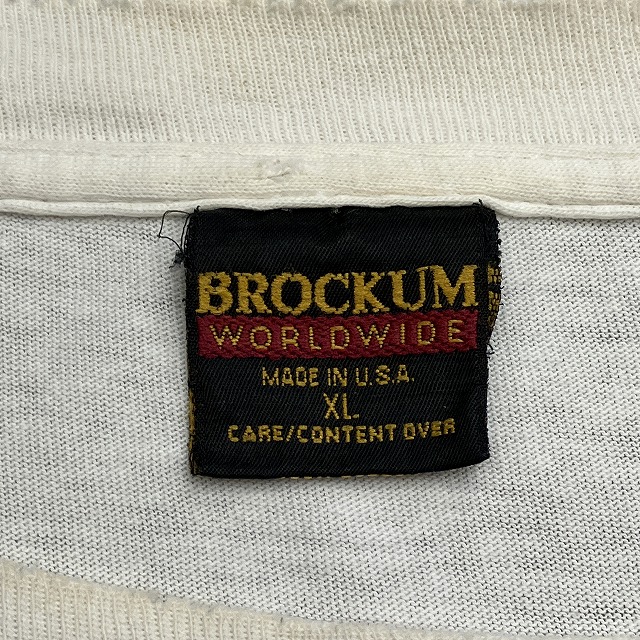 BROCKUM
WORLDWIDE
MADE IN U.S.A.
XL
CARE/CONTENT OVER